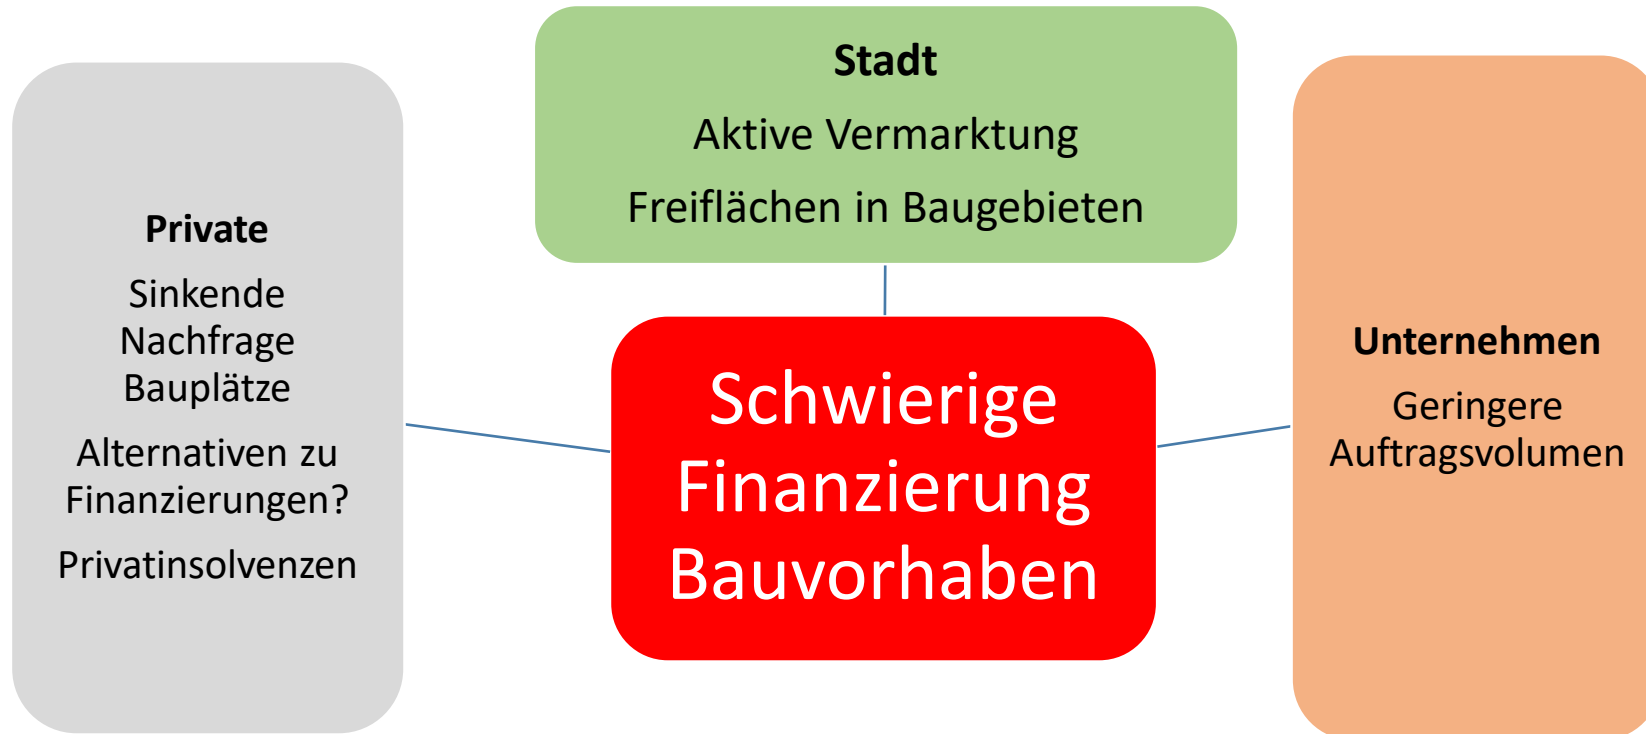 Stadt
Aktive Vermarktung
Freiflächen in Baugebieten
Private
Sinkende
Nachfrage
Bauplätze
Alternativen zu
Finanzierungen?
Privatinsolvenzen
Schwierige
Finanzierung
Bauvorhaben
Unternehmen
Geringere
Auftragsvolumen